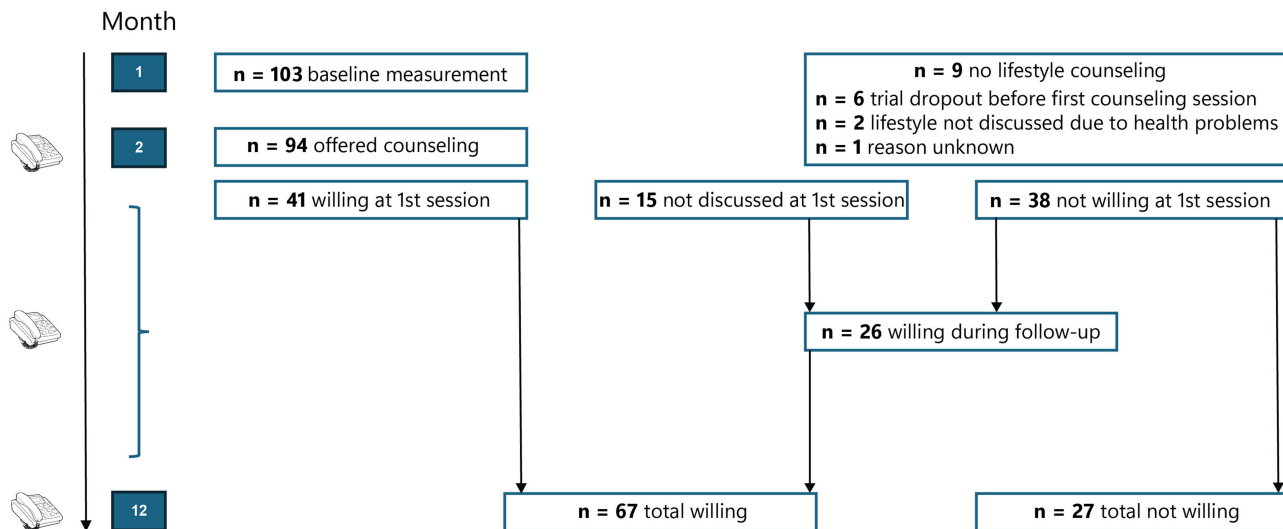 Month
1
n = 103 baseline measurement
n = 9 no lifestyle counseling
n = 6 trial dropout before first counseling session
n = 2 lifestyle not discussed due to health problems
n = 1 reason unknown
2
n = 94 offered counseling
n = 41 willing at 1st session
n = 15 not discussed at 1st session
n = 38 not willing at 1st session
n = 26 willing during follow-up
12
n = 67 total willing
n = 27 total not willing